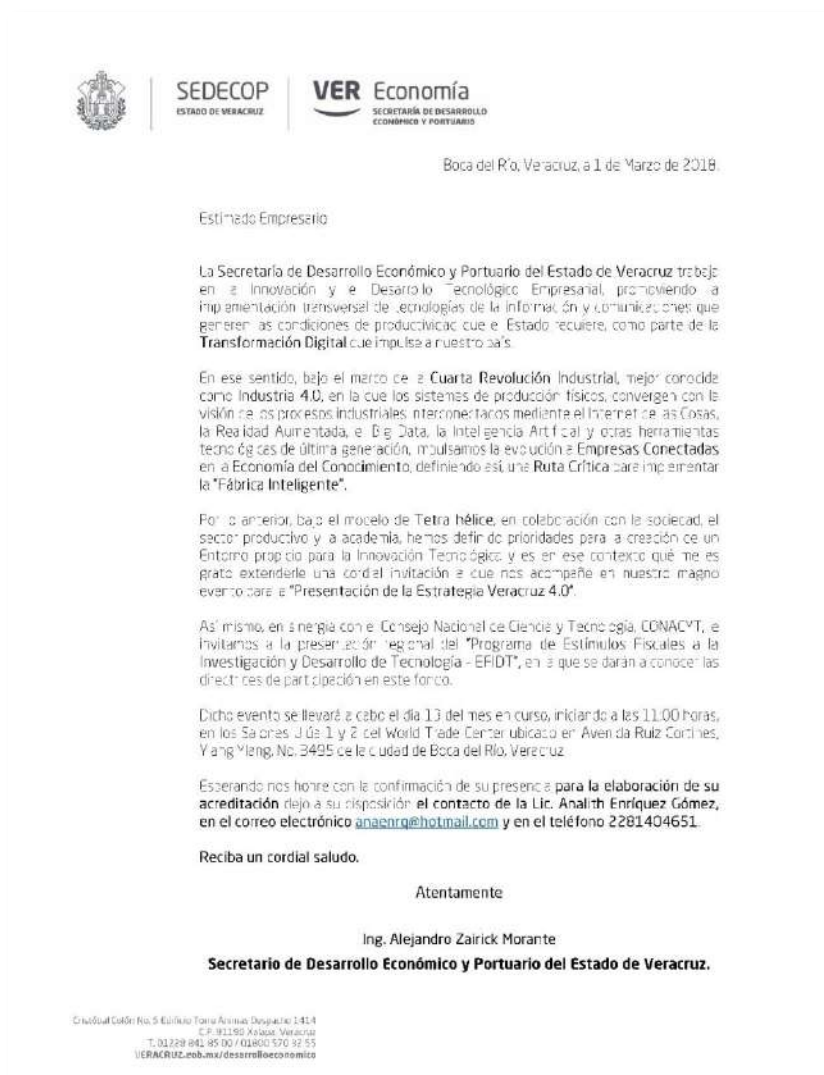 SEDECOP
ESTADO DE VERACRUZ
VER Economía
SECRETARÍA DE DESARROLLO
ECONÓMICO Y PORTUARIO
Boca del Río, Veracruz, a 1 de Marzo de 2018.
Estimado Empresario
La Secretaría de Desarrollo Económico y Portuario del Estado de Veracruz trabaja
en la Innovación y el Desarrollo Tecnológico Empresarial, promoviendo la
implementación transversal de tecnologías de la información y comunicaciones que
generen las condiciones de productividad que el Estado requiere, como parte de la
Transformación Digital que impulse a nuestro país.
En ese sentido, bajo el marco de la Cuarta Revolución Industrial, mejor conocida
como Industria 4.0, en la que los sistemas de producción físicos, convergen con la
visión de los procesos industriales interconectados mediante el Internet de las Cosas,
la Realidad Aumentada, el Big Data, la Inteligencia Artificial y otras herramientas
tecnológicas de última generación, impulsamos la evolución a Empresas Conectadas
en la Economía del Conocimiento, definiendo así, una Ruta Crítica para implementar
la "Fábrica Inteligente".
Por lo anterior, bajo el modelo de Tetra hélice, en colaboración con la sociedad, el
sector productivo y la academia, hemos definido prioridades para la creación de un
Entorno propicio para la Innovación Tecnológica y es en ese contexto qué me es
grato extenderle una cordial invitación a que nos acompañe en nuestro magno
evento para la "Presentación de la Estrategia Veracruz 4.0".
Así mismo, en sinergia con el Consejo Nacional de Ciencia y Tecnología, CONACYT, le
invitamos a la presentación regional del "Programa de Estímulos Fiscales a la
Investigación y Desarrollo de Tecnología - EFIDT", en la que se darán a conocer las
directrices de participación en este fondo.
Dicho evento se llevará a cabo el día 13 del mes en curso, iniciando a las 11:00 horas,
en los Salones Ulúa 1 y 2 del World Trade Center ubicado en Avenida Ruiz Cortines,
Ylang Ylang, No. 3495 de la ciudad de Boca del Río, Veracruz
Esperando nos honre con la confirmación de su presencia para la elaboración de su
acreditación dejo a su disposición el contacto de la Lic. Analith Enríquez Gómez,
en el correo electrónico anaenrq@hotmail.com y en el teléfono 2281404651.
Reciba un cordial saludo.
Atentamente
Ing. Alejandro Zairick Morante
Secretario de Desarrollo Económico y Portuario del Estado de Veracruz.
Cristóbal Colón No. 5 Edificio Torre Ánimas Despacho 1414
C.P. 91190 Xalapa, Veracruz
T. 01228 841 85 00 / 01800 570 32 55
VERACRUZ.gob.mx/desarrolloeconomico